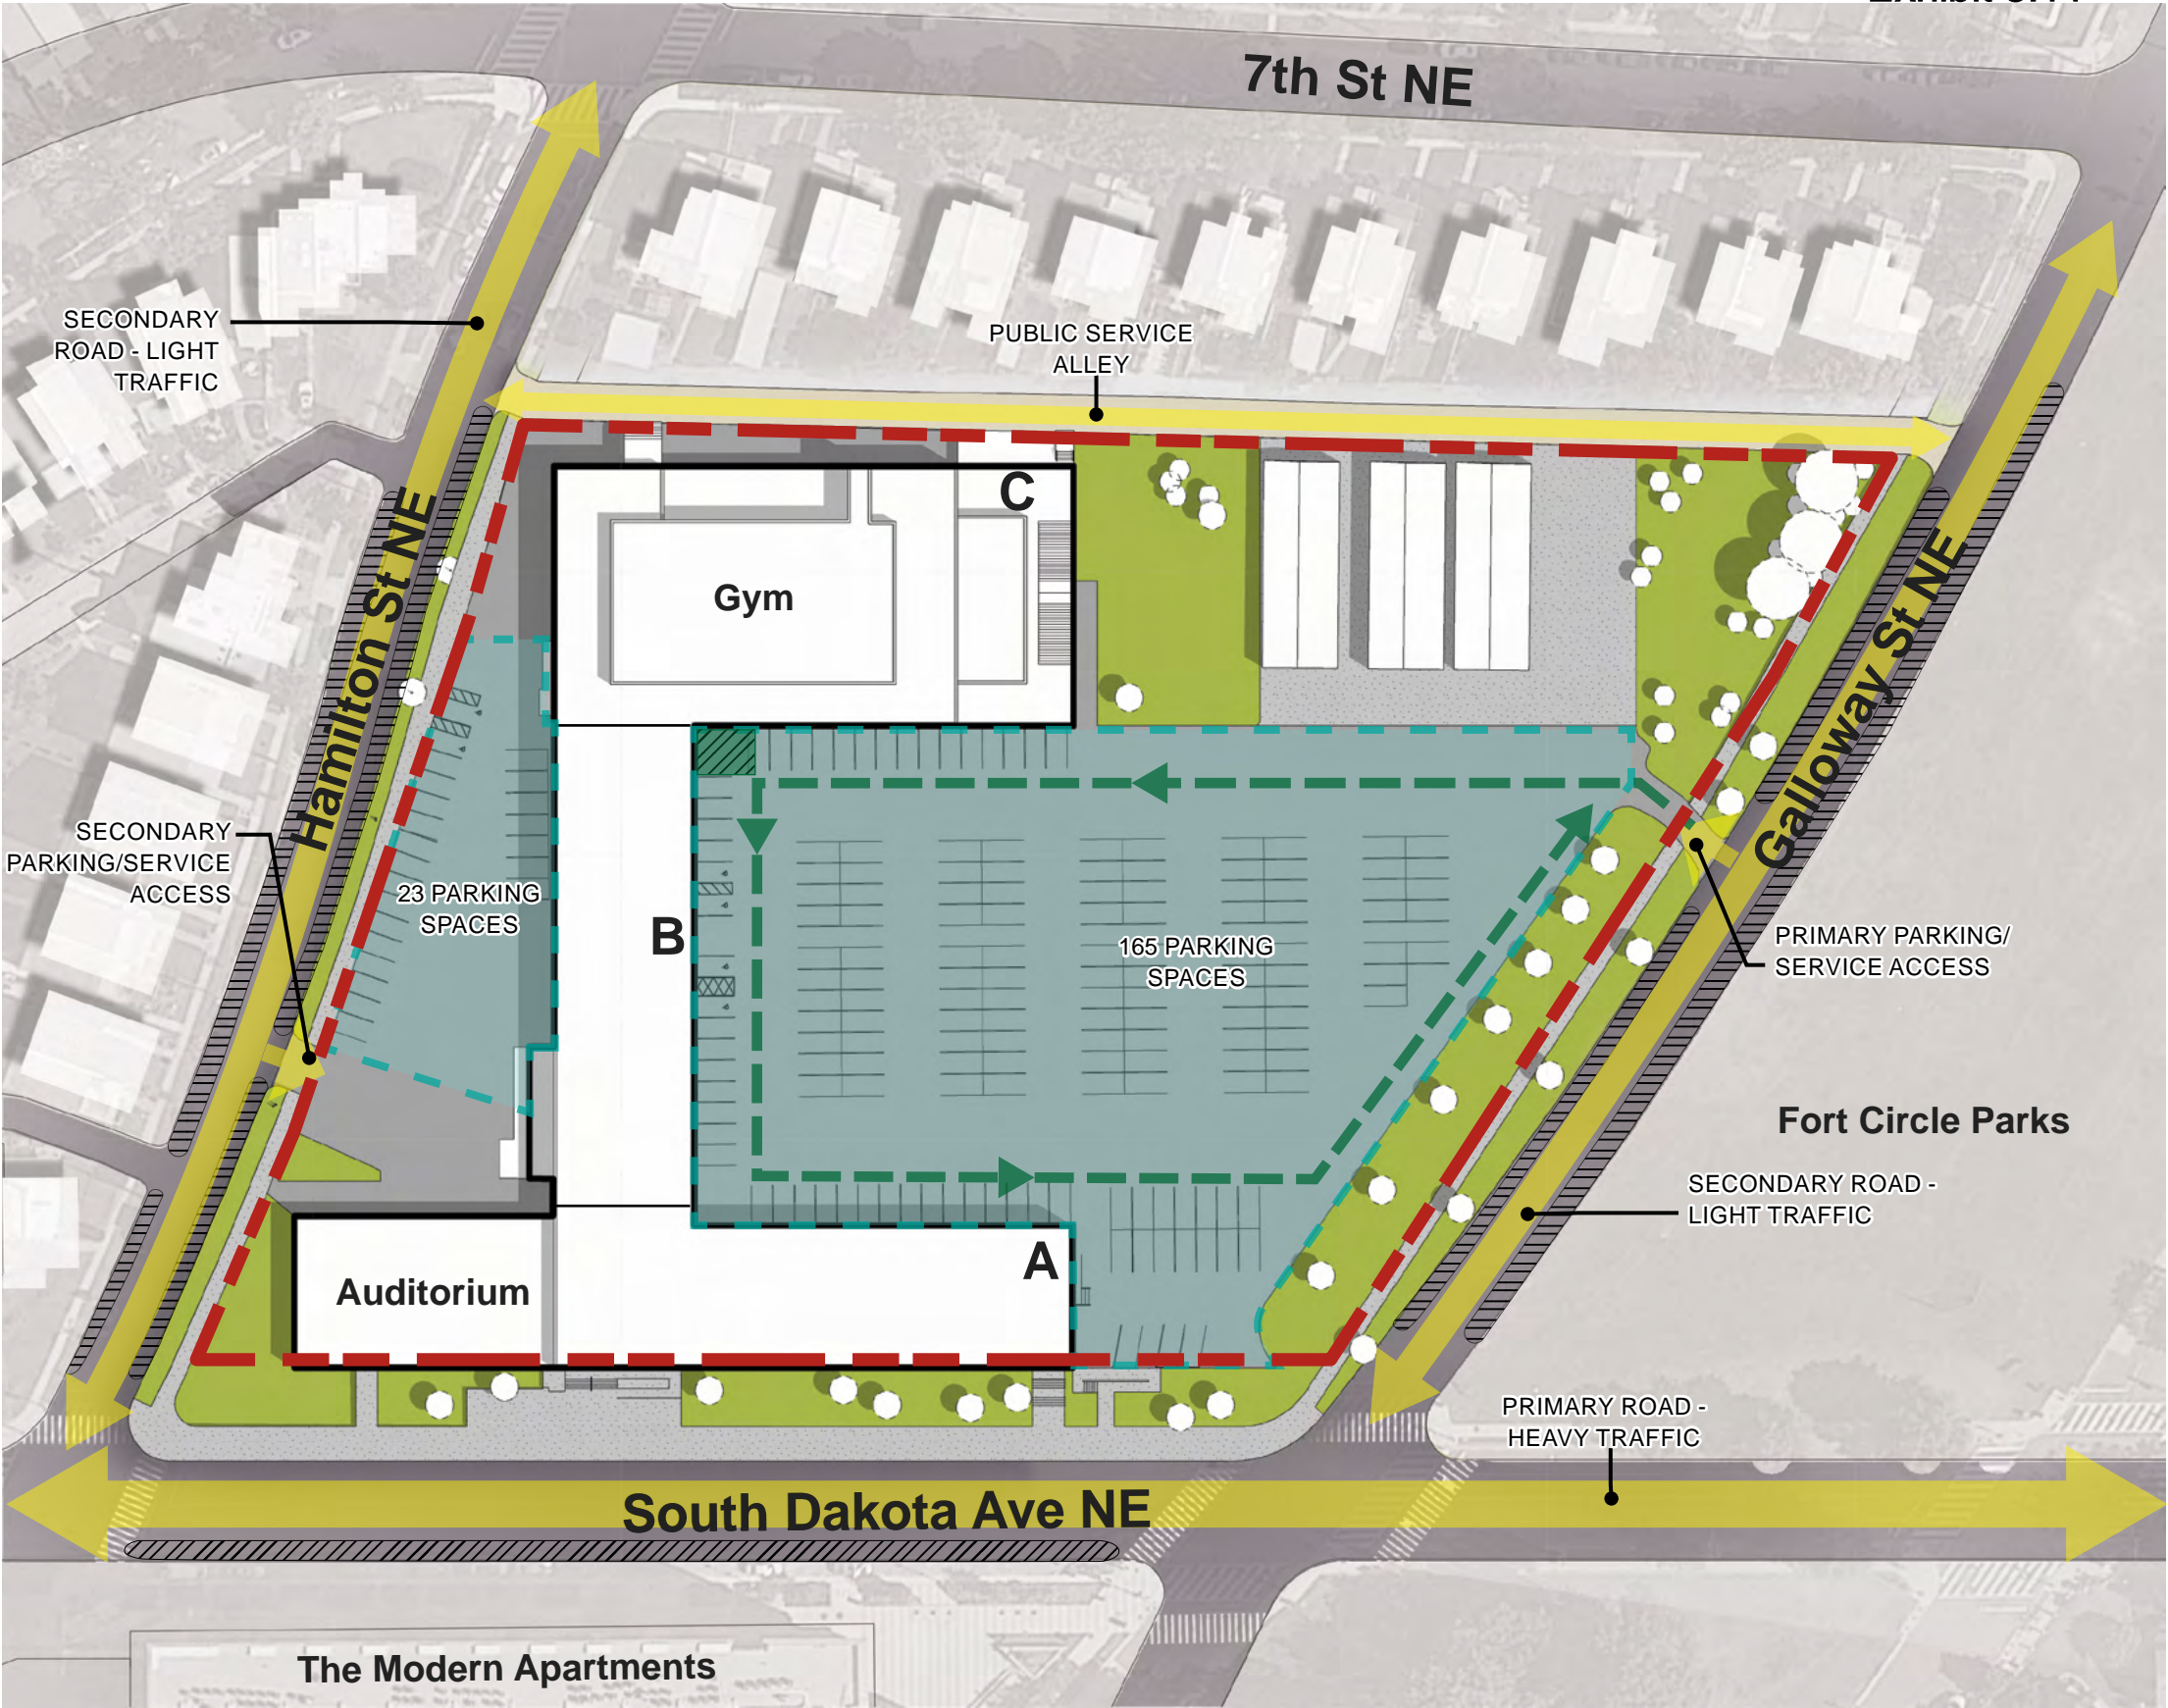 7th St NE
SECONDARY
ROAD - LIGHT
TRAFFIC
PUBLIC SERVICE
ALLEY
C
Gym
Hamilton St NE
Galloway St NE
SECONDARY
PARKING/SERVICE
ACCESS
23 PARKING
SPACES
B
165 PARKING
SPACES
PRIMARY PARKING/
SERVICE ACCESS
Fort Circle Parks
SECONDARY ROAD -
LIGHT TRAFFIC
A
Auditorium
PRIMARY ROAD -
HEAVY TRAFFIC
South Dakota Ave NE
The Modern Apartments